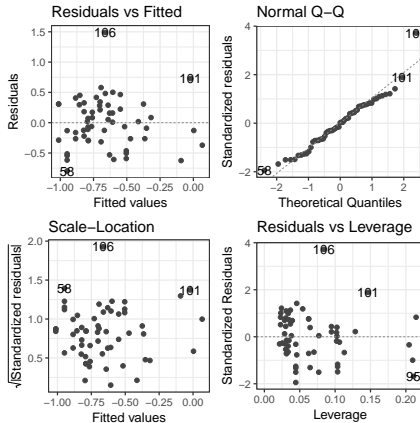 Residuals vs Fitted
Residuals
1.5
1.0
0.5
0.0
−0.5
106
101
58
−1.00 −0.75 −0.50 −0.25 0.00
Fitted values
Normal Q−Q
Standardized residuals
4
2
0
−2
101
58
−2 −1 0 1 2
Theoretical Quantiles
Scale−Location
√|Standardized residuals|
2.0
1.5
1.0
0.5
106
58
101
−1.00 −0.75 −0.50 −0.25 0.00
Fitted values
Residuals vs Leverage
Standardized Residuals
4
2
0
−2
106
101
95
0.00 0.05 0.10 0.15 0.20
Leverage